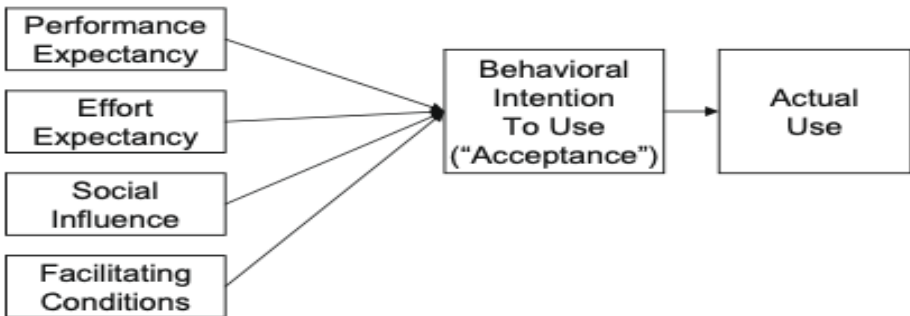 Performance
Expectancy
Effort
Expectancy
Social
Influence
Facilitating
Conditions
Behavioral
Intention
To Use
(“Acceptance”)
Actual
Use